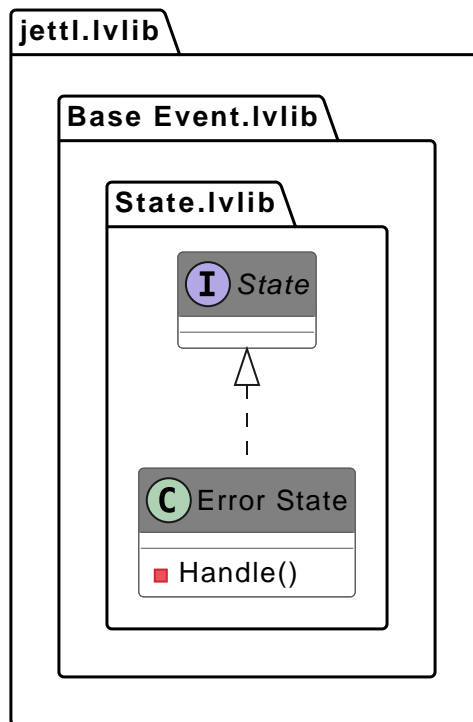 jettl.lvlib
Base Event.lvlib
State.lvlib
I State
C Error State
Handle()